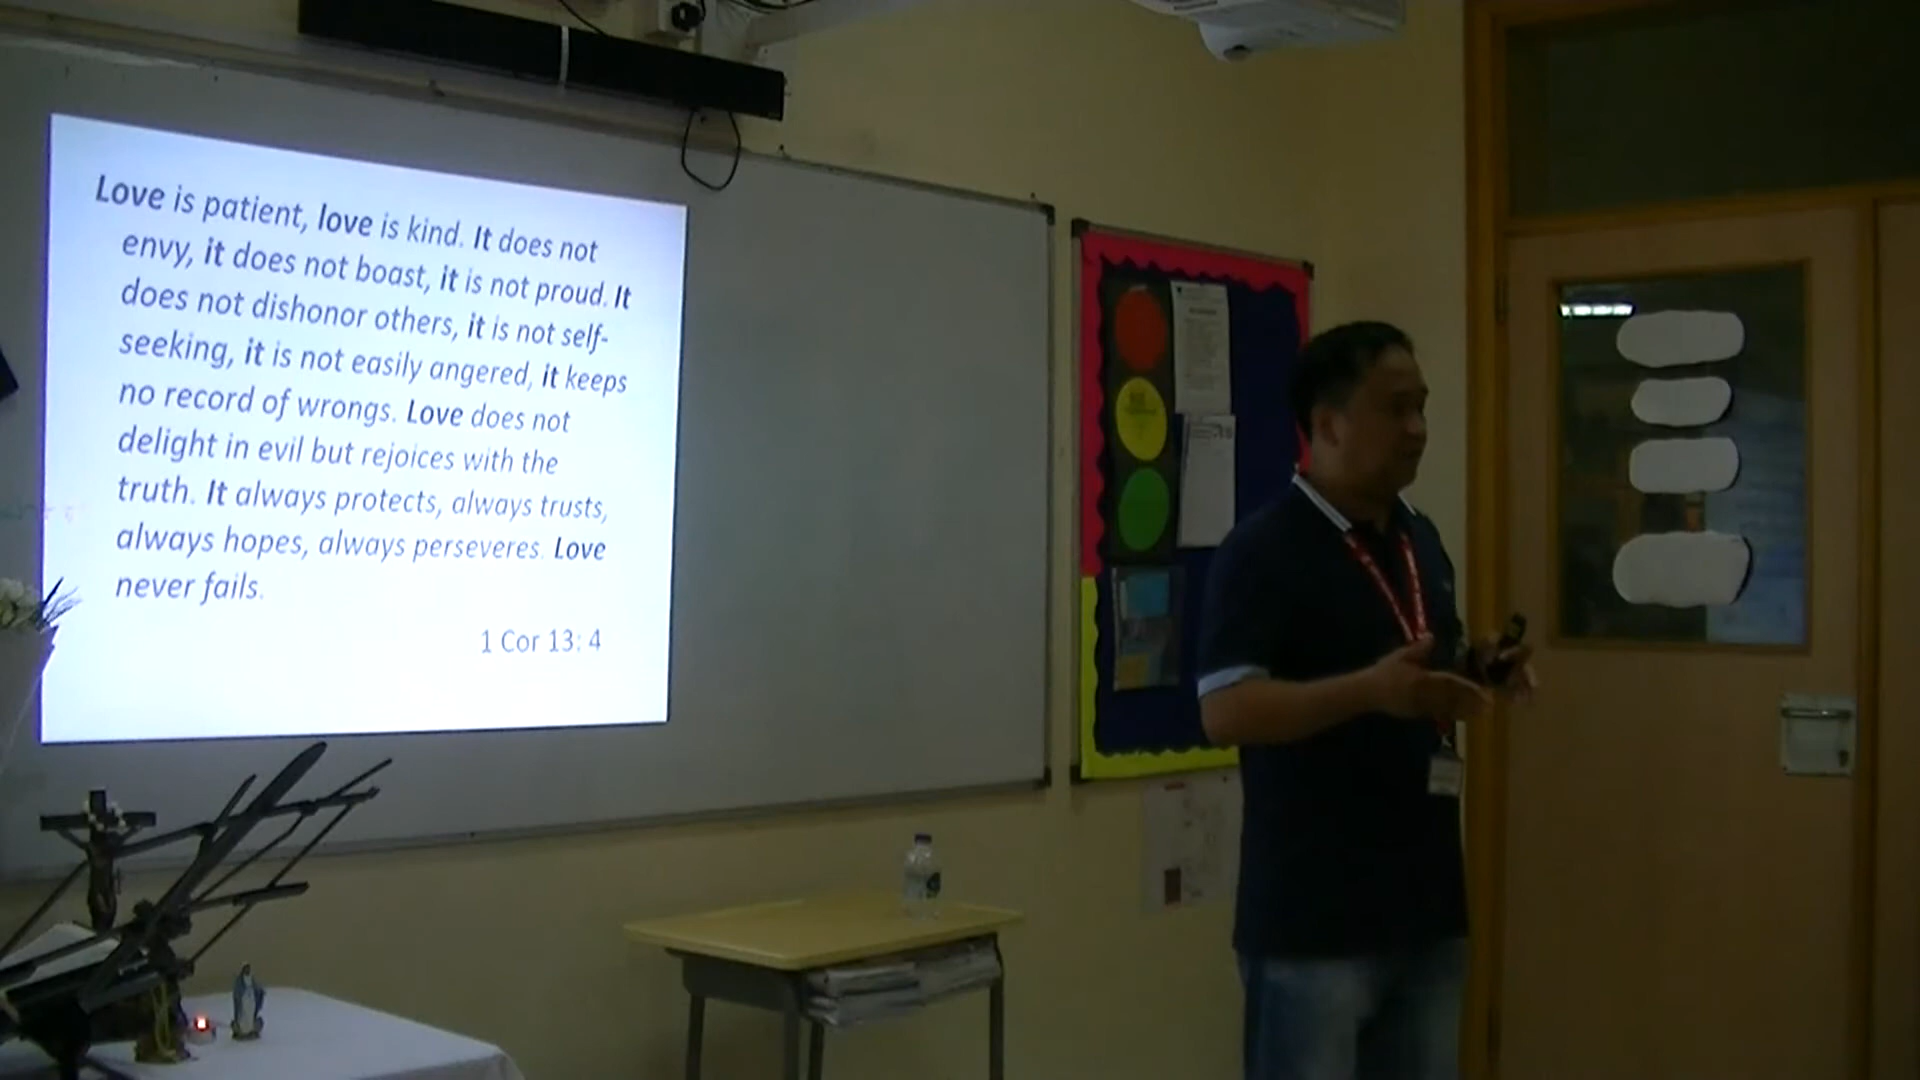 Love is patient, love is kind. It does not
envy, it does not boast, it is not proud. It
does not dishonor others, it is not self-
seeking, it is not easily angered, it keeps
no record of wrongs. Love does not
delight in evil but rejoices with the
truth. It always protects, always trusts,
always hopes, always perseveres. Love
never fails.
1 Cor 13: 4